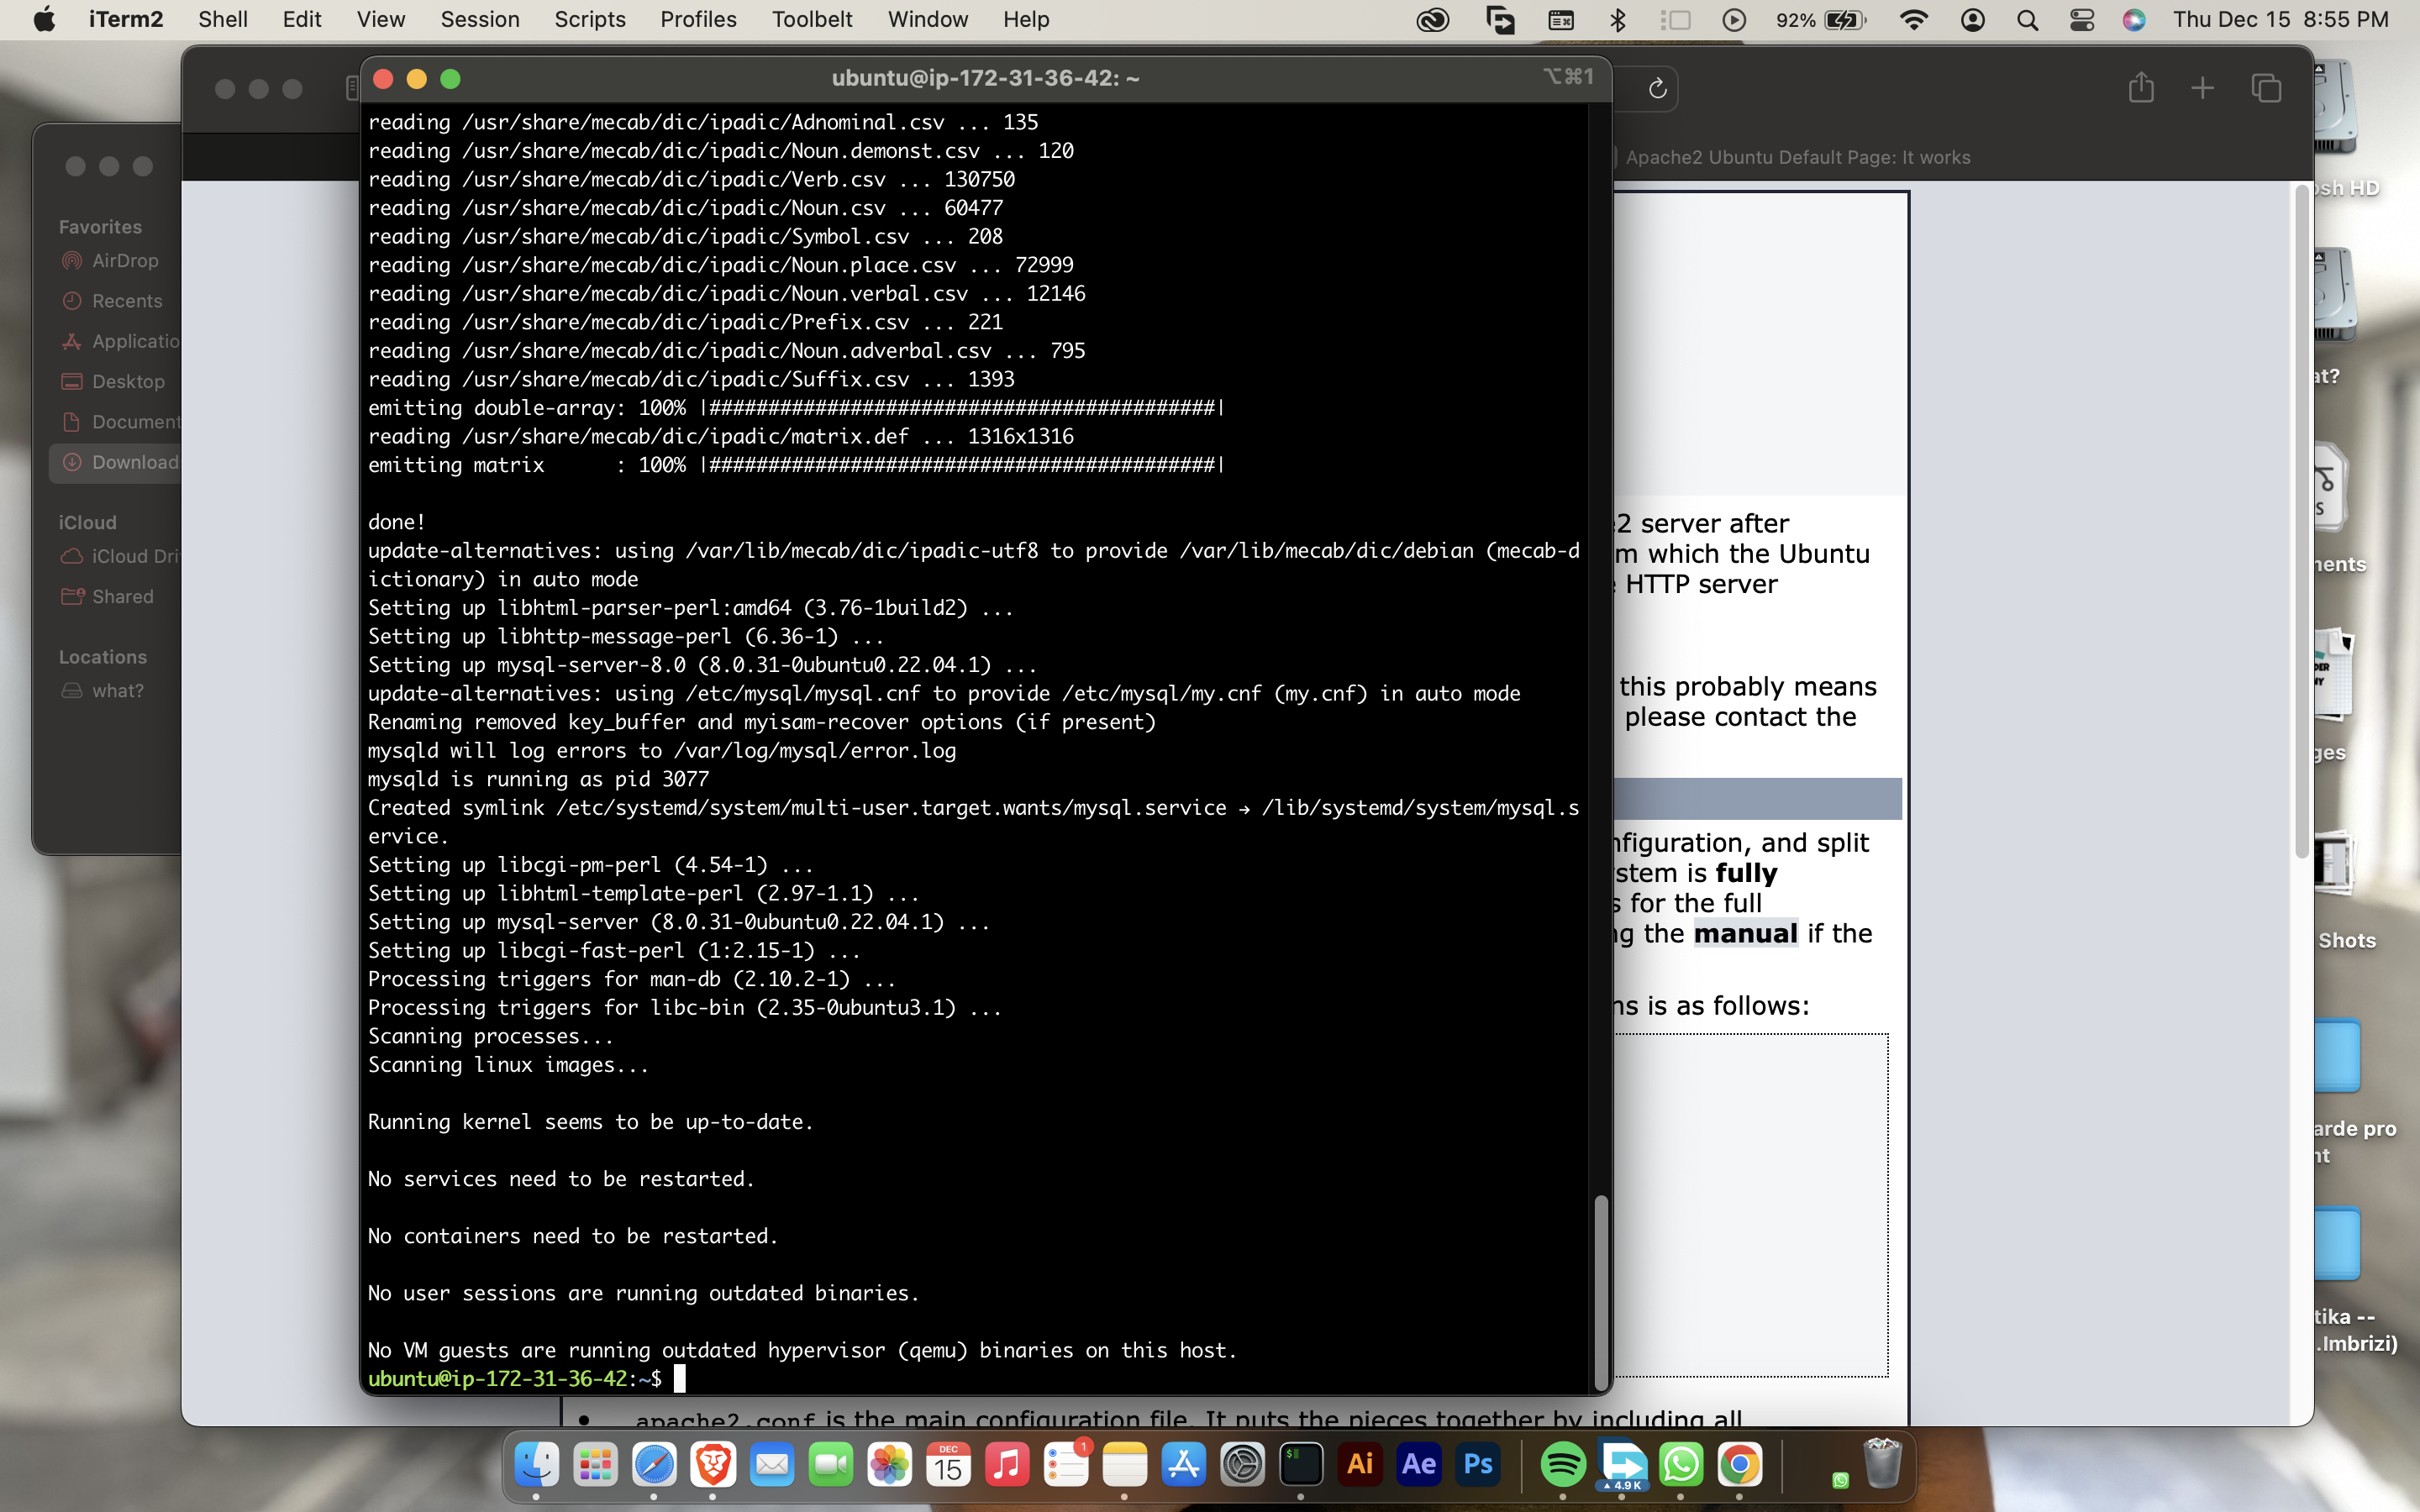 iTerm2 Shell Edit View Session Scripts Profiles Toolbelt Window Help 92% Thu Dec 15 8:55 PM
ubuntu@ip-172-31-36-42: ~ ⌥⌘1
reading /usr/share/mecab/dic/ipadic/Adnominal.csv ... 135
reading /usr/share/mecab/dic/ipadic/Noun.demonst.csv ... 120
reading /usr/share/mecab/dic/ipadic/Verb.csv ... 130750
reading /usr/share/mecab/dic/ipadic/Noun.csv ... 60477
reading /usr/share/mecab/dic/ipadic/Symbol.csv ... 208
reading /usr/share/mecab/dic/ipadic/Noun.place.csv ... 72999
reading /usr/share/mecab/dic/ipadic/Noun.verbal.csv ... 12146
reading /usr/share/mecab/dic/ipadic/Prefix.csv ... 221
reading /usr/share/mecab/dic/ipadic/Noun.adverbal.csv ... 795
reading /usr/share/mecab/dic/ipadic/Suffix.csv ... 1393
emitting double-array: 100% |###########################################|
reading /usr/share/mecab/dic/ipadic/matrix.def ... 1316x1316
emitting matrix      : 100% |###########################################|
done!
update-alternatives: using /var/lib/mecab/dic/ipadic-utf8 to provide /var/lib/mecab/dic/debian (mecab-d
ictionary) in auto mode
Setting up libhtml-parser-perl:amd64 (3.76-1build2) ...
Setting up libhttp-message-perl (6.36-1) ...
Setting up mysql-server-8.0 (8.0.31-0ubuntu0.22.04.1) ...
update-alternatives: using /etc/mysql/mysql.cnf to provide /etc/mysql/my.cnf (my.cnf) in auto mode
Renaming removed key_buffer and myisam-recover options (if present)
mysqld will log errors to /var/log/mysql/error.log
mysqld is running as pid 3077
Created symlink /etc/systemd/system/multi-user.target.wants/mysql.service → /lib/systemd/system/mysql.s
ervice.
Setting up libcgi-pm-perl (4.54-1) ...
Setting up libhtml-template-perl (2.97-1.1) ...
Setting up mysql-server (8.0.31-0ubuntu0.22.04.1) ...
Setting up libcgi-fast-perl (1:2.15-1) ...
Processing triggers for man-db (2.10.2-1) ...
Processing triggers for libc-bin (2.35-0ubuntu3.1) ...
Scanning processes...
Scanning linux images...
Running kernel seems to be up-to-date.
No services need to be restarted.
No containers need to be restarted.
No user sessions are running outdated binaries.
No VM guests are running outdated hypervisor (qemu) binaries on this host.
ubuntu@ip-172-31-36-42:~$
Favorites
AirDrop
Recents
Applicatio
Desktop
Document
Download
iCloud
iCloud Dri
Shared
Locations
what?
Apache2 Ubuntu Default Page: It works
e2 server after
m which the Ubuntu
HTTP server
this probably means
please contact the
nfiguration, and split
stem is fully
s for the full
ng the manual if the
ns is as follows:
apache2.conf is the main configuration file. It puts the pieces together by including all
osh HD
at?
S
nents
DER
ges
Shots
arde pro
nt
tika --
.Imbrizi)
DEC
15
1
$
Ai
Ae
Ps
4.9 K